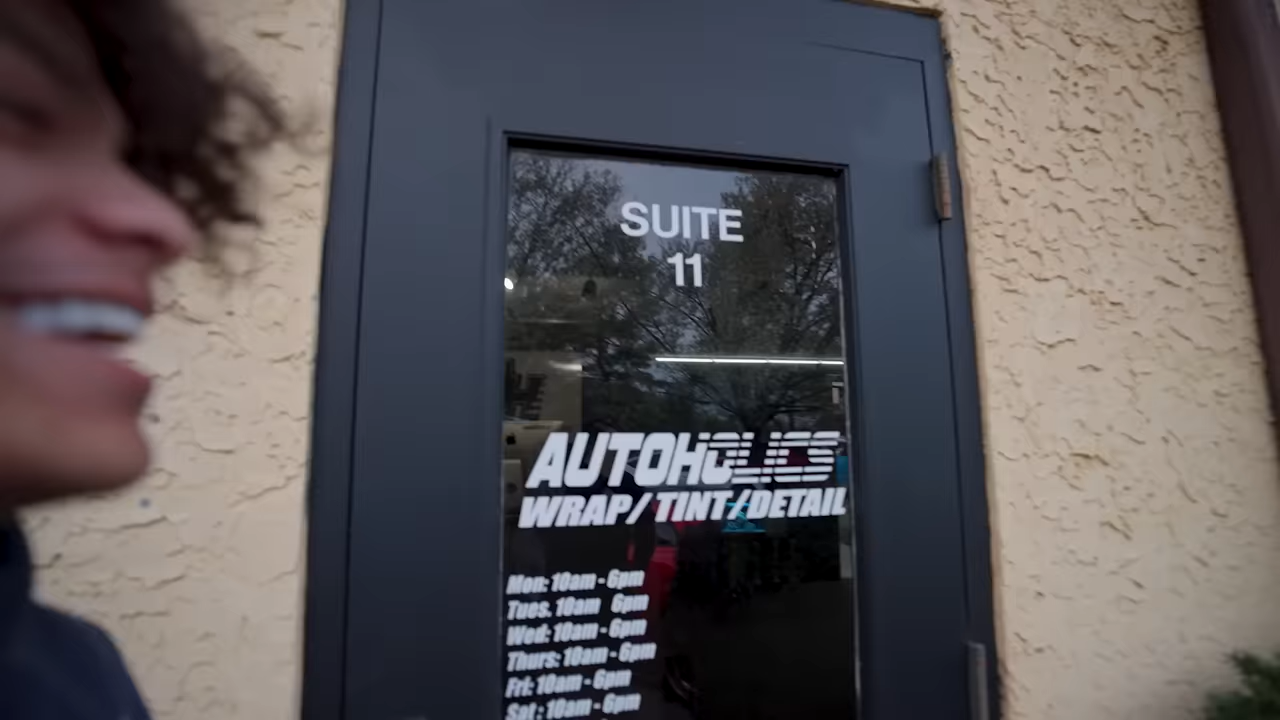 SUITE
11
AUTOHOLICS
WRAP/TINT/DETAIL
Mon: 10am - 6pm
Tues. 10am 6pm
Wed: 10am - 6pm
Thurs: 10am - 6pm
Fri: 10am - 6pm
Sat: 10am - 6pm